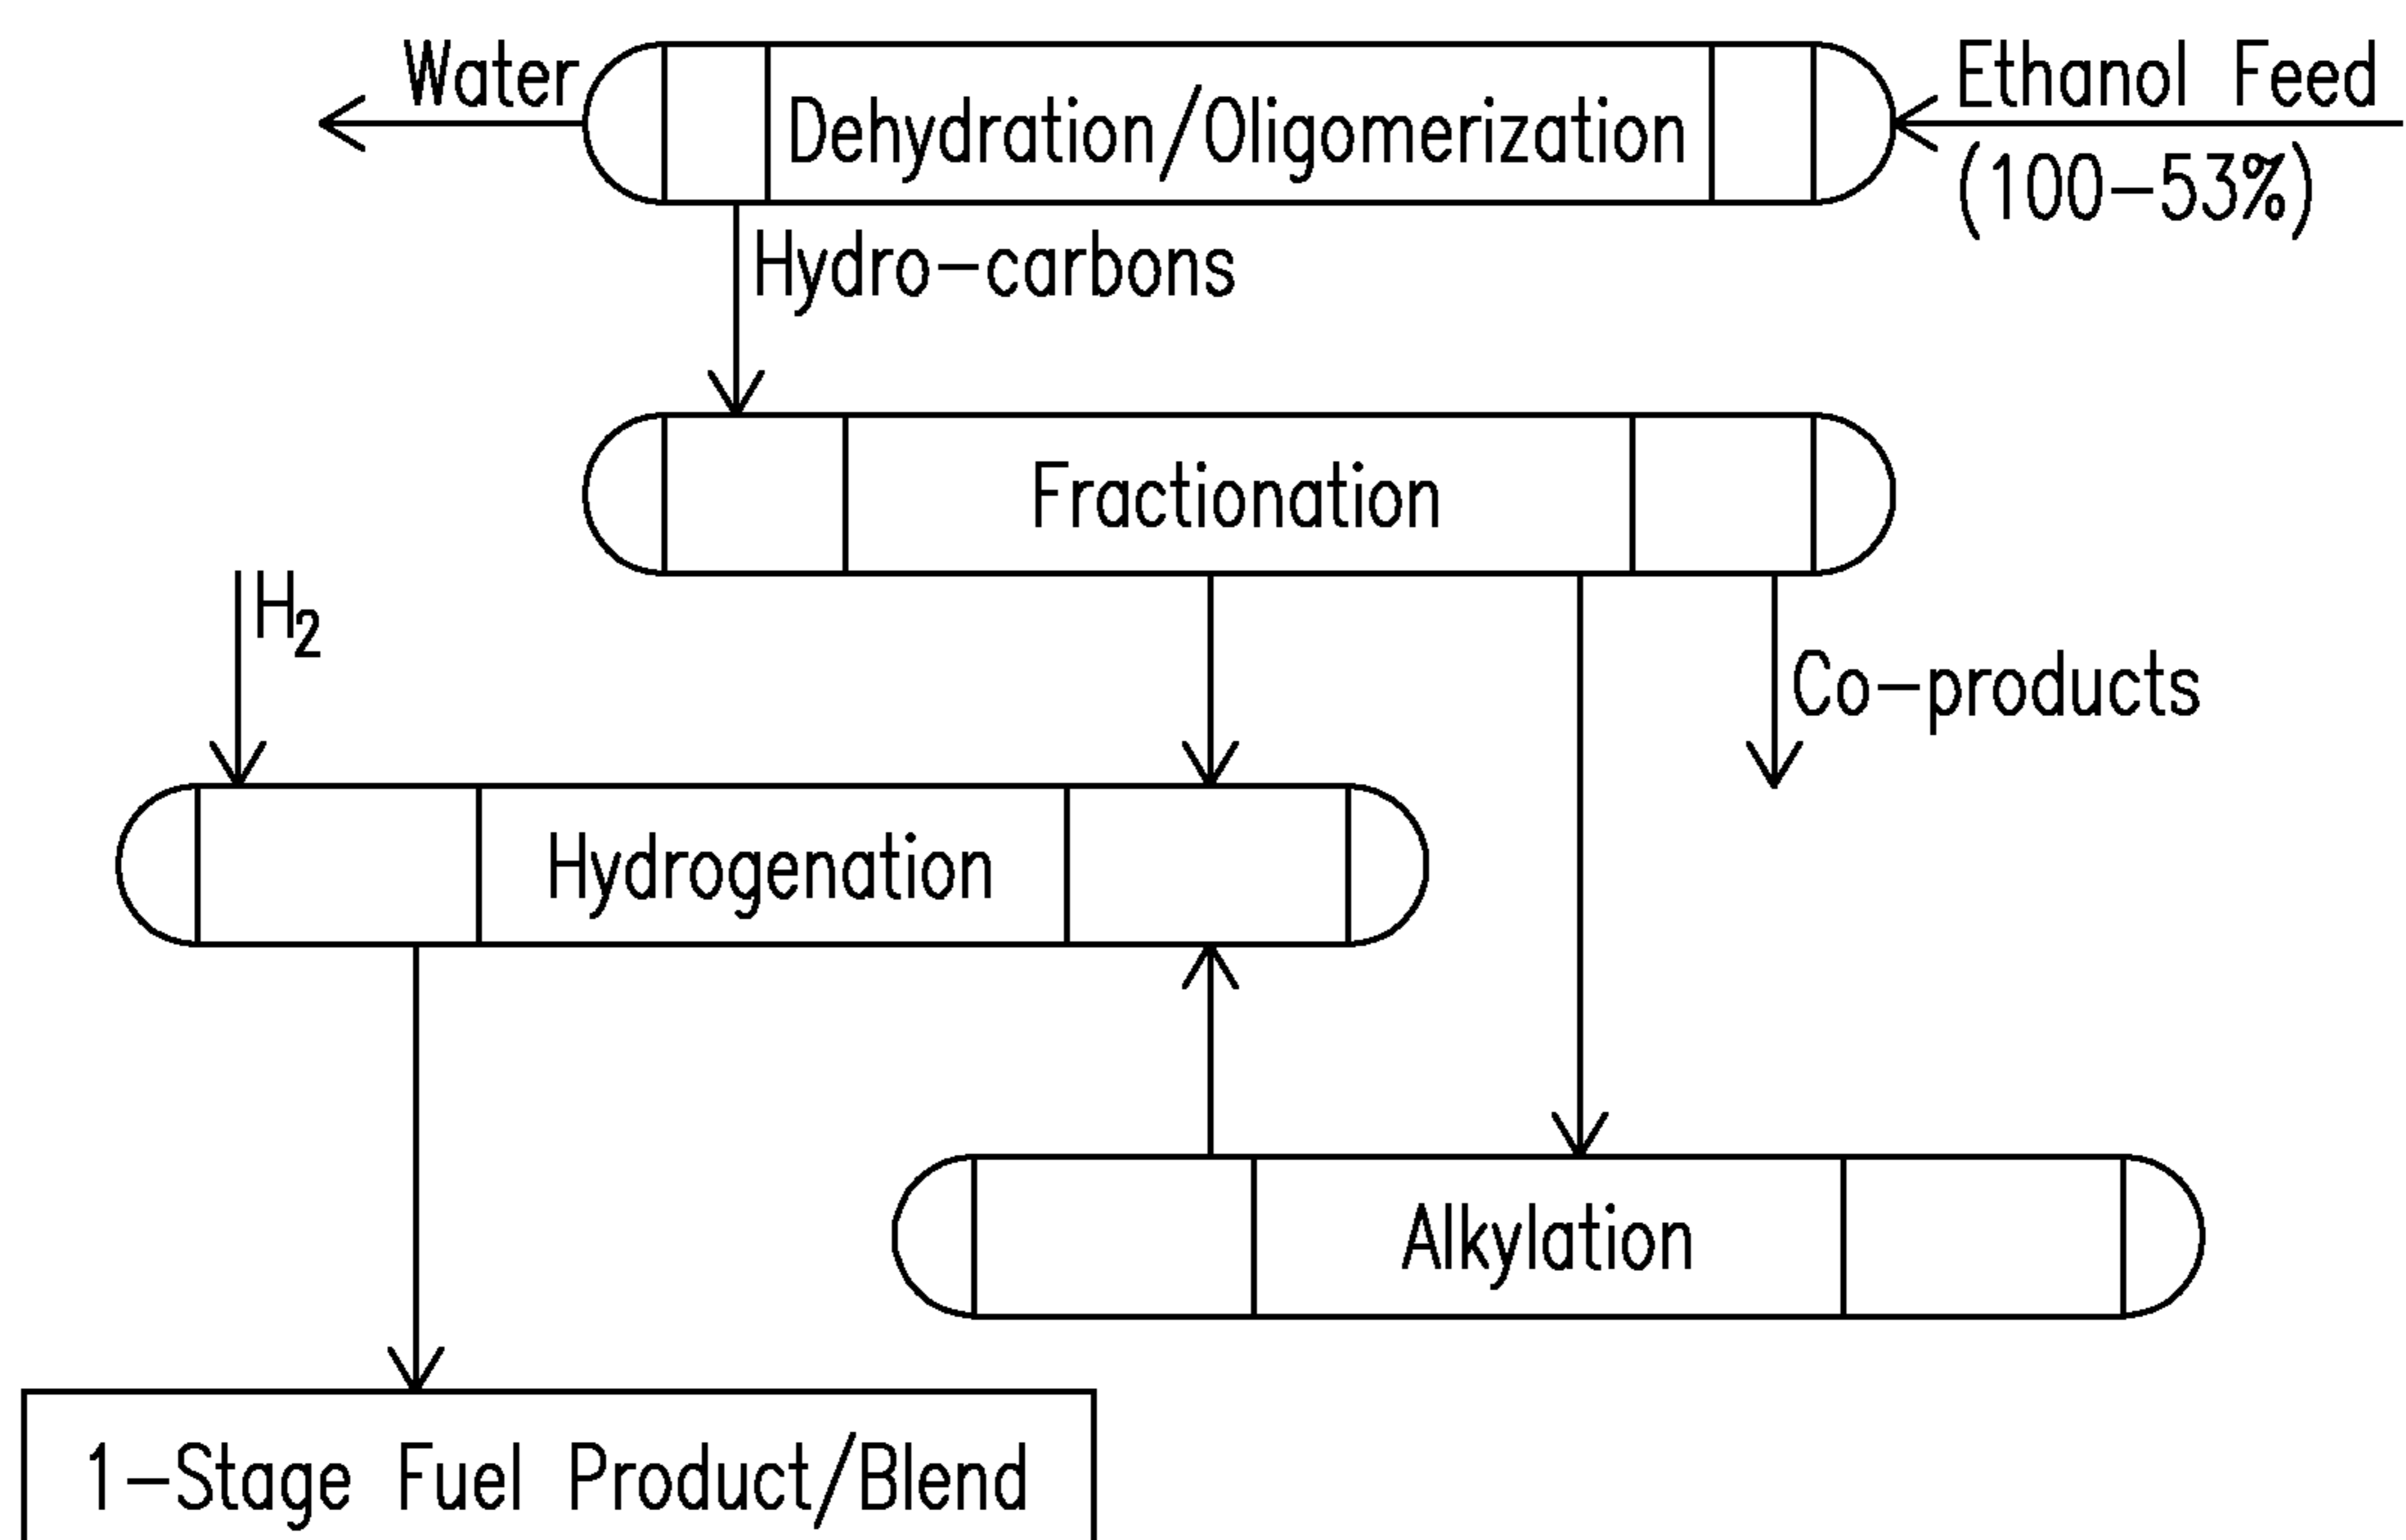 Water
Dehydration/Oligomerization
Ethanol Feed
(100-53%)
Hydro-carbons
Fractionation
H₂
Co-products
Hydrogenation
Alkylation
1-Stage Fuel Product/Blend